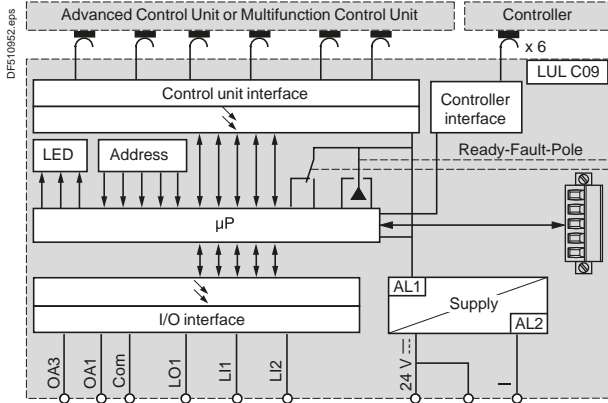 DF510952.eps
Advanced Control Unit or Multifunction Control Unit
Controller
x 6
LUL C09
Control unit interface
Controller interface
Ready-Fault-Pole
LED
Address
µP
AL1
Supply
AL2
I/O interface
OA3
OA1
Com
LO1
LI1
LI2
24 V
I